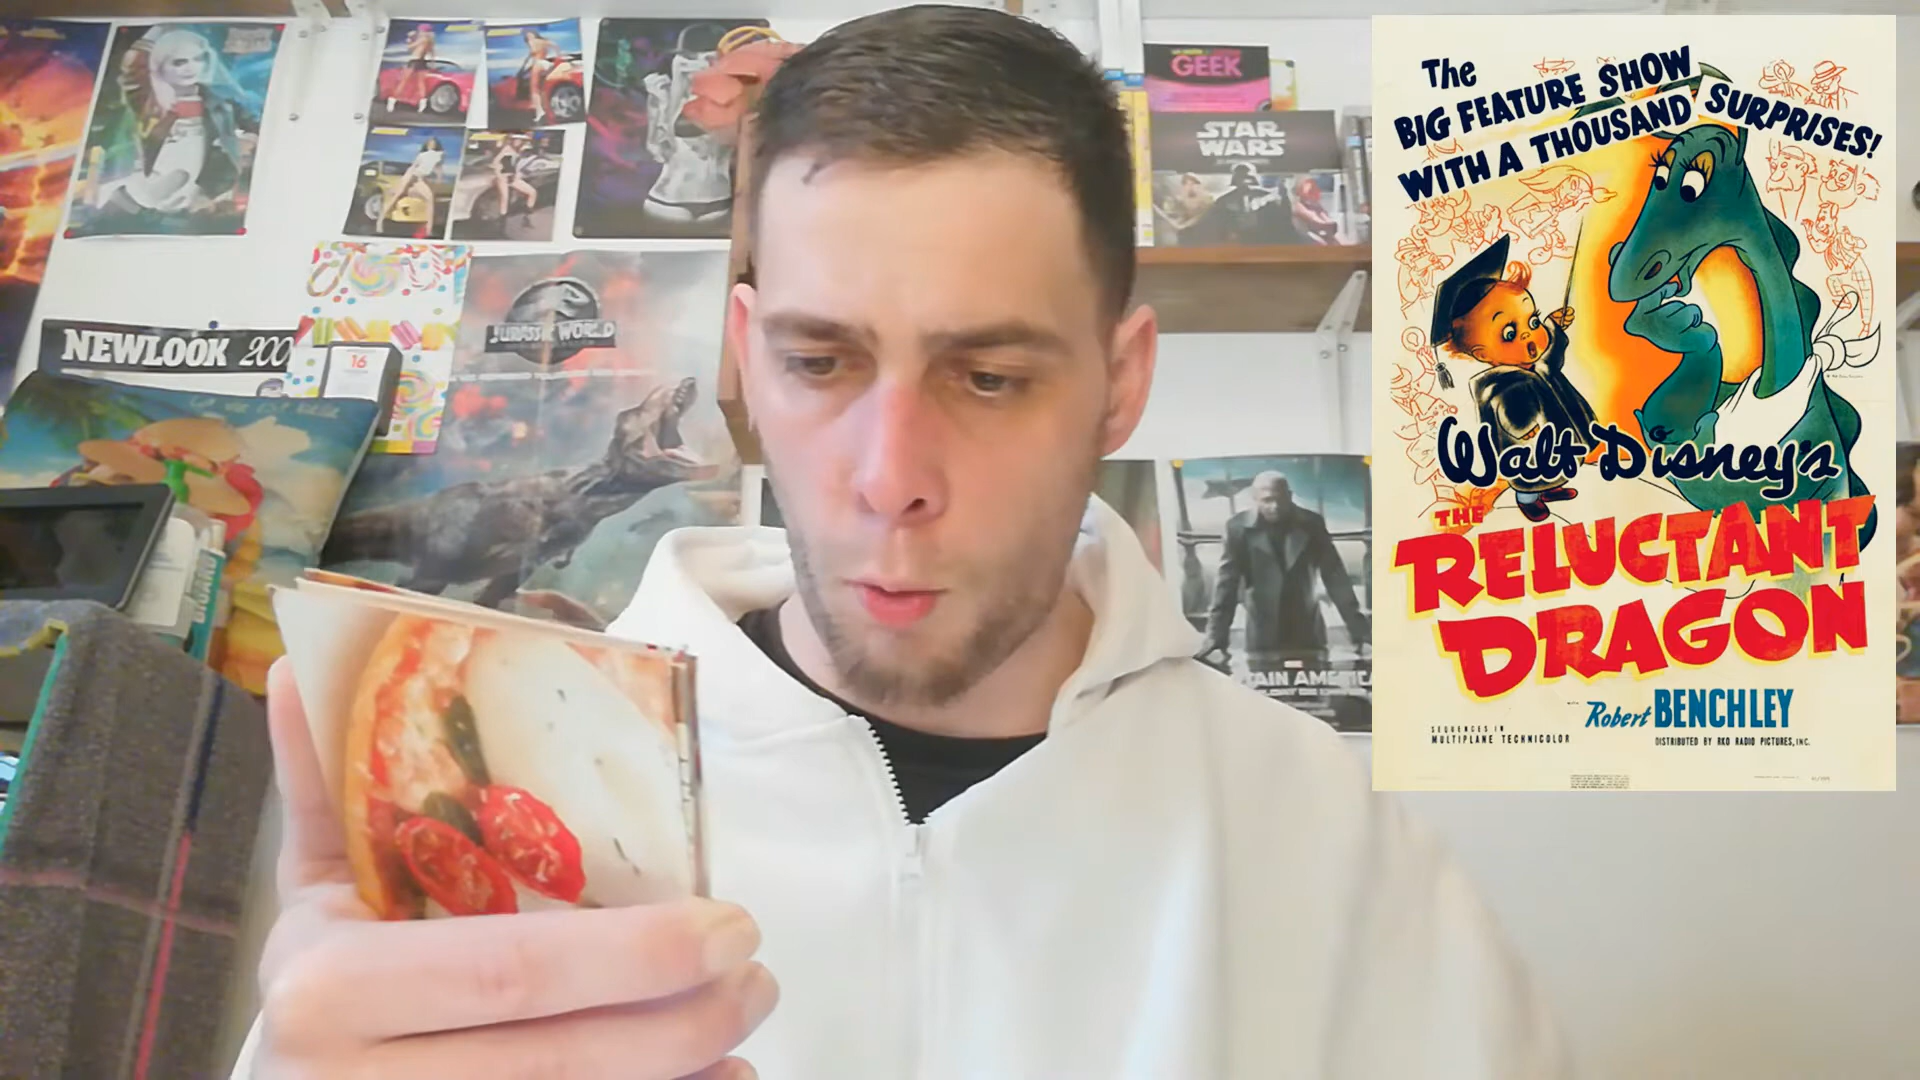 NEWLOOK 200
16
JURASSIC WORLD
GEEK
STAR
WARS
TAIN AMERICA
The
BIG FEATURE SHOW
WITH A THOUSAND SURPRISES!
Walt Disney's
THE
RELUCTANT
DRAGON
Robert BENCHLEY
SEQUENCES IN
MULTIPLANE TECHNICOLOR
DISTRIBUTED BY RKO RADIO PICTURES, INC.